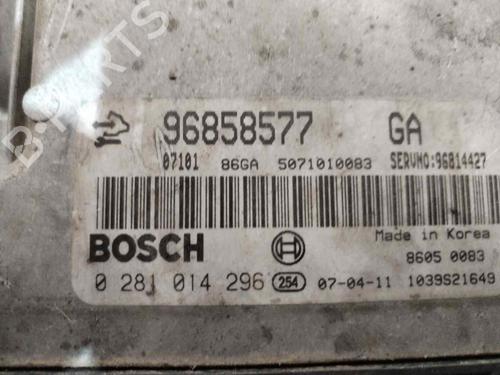 B-PARTS
96858577 GA
07101 86GA 5071010083 SERVNO:96814427
BOSCH Made in Korea
8605 0083
0 281 014 296 254 07-04-11 1039S21649